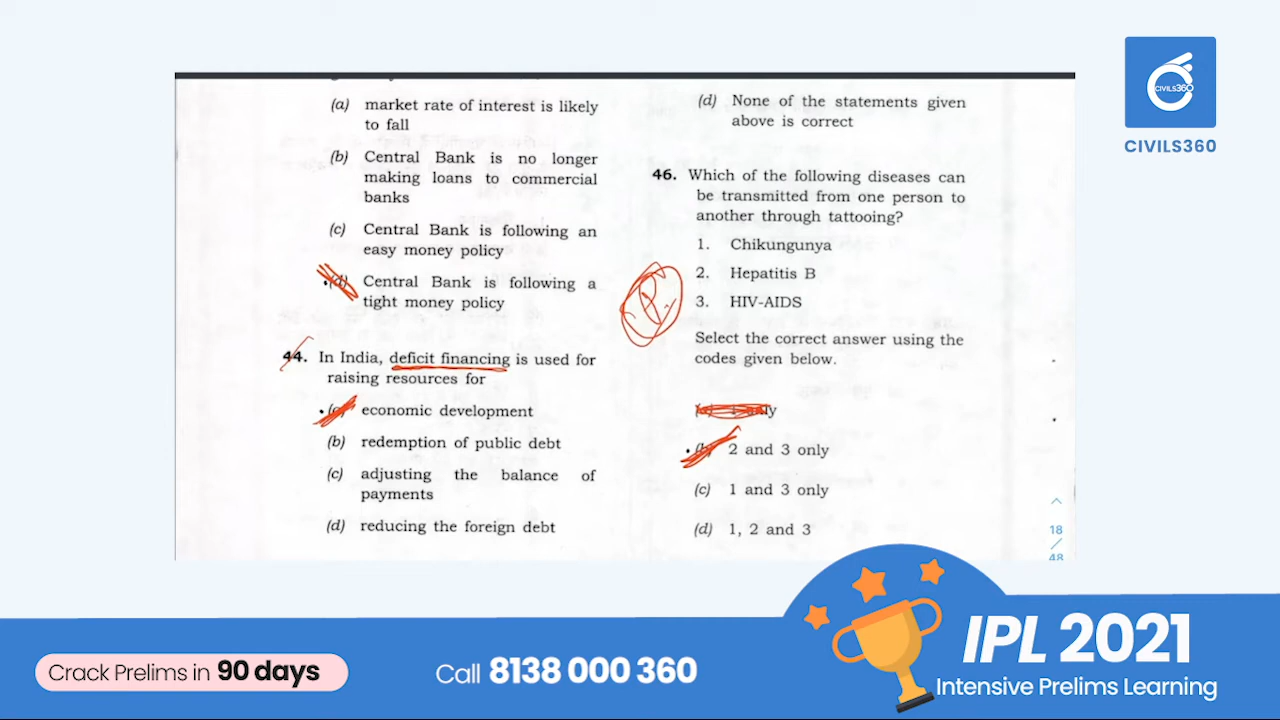 (a) market rate of interest is likely
to fall
(b) Central Bank is no longer
making loans to commercial
banks
(c) Central Bank is following an
easy money policy
(d) Central Bank is following a
tight money policy
44. In India, deficit financing is used for
raising resources for
(a) economic development
(b) redemption of public debt
(c) adjusting the balance of
payments
(d) reducing the foreign debt
(d) None of the statements given
above is correct
46. Which of the following diseases can
be transmitted from one person to
another through tattooing?
1. Chikungunya
2. Hepatitis B
3. HIV-AIDS
Select the correct answer using the
codes given below.
(a) 1 only
(b) 2 and 3 only
(c) 1 and 3 only
(d) 1, 2 and 3
18
/
48
CIVILS360
CIVILS360
Crack Prelims in 90 days
Call 8138 000 360
IPL 2021
Intensive Prelims Learning